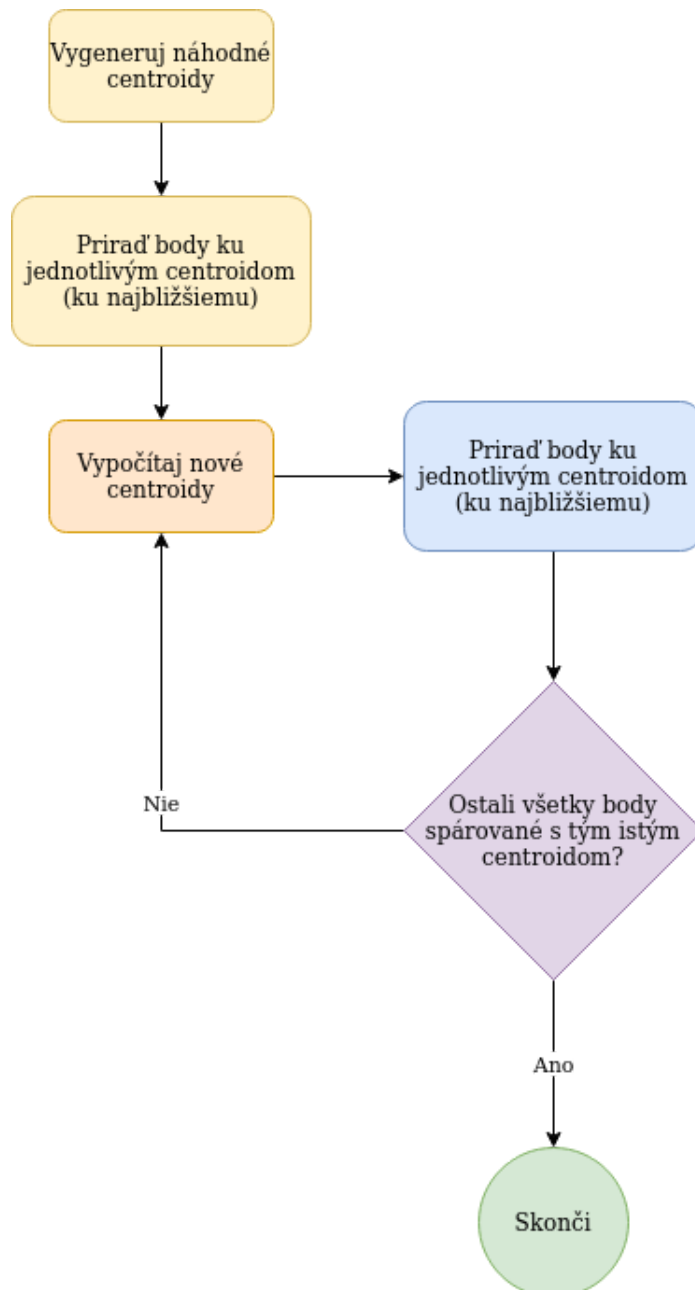 Vygeneruj náhodné
centroidy
Priraď body ku
jednotlivým centroidom
(ku najbližšiemu)
Vypočítaj nové
centroidy
Priraď body ku
jednotlivým centroidom
(ku najbližšiemu)
Nie
Ostali všetky body
spárované s tým istým
centroidom?
Ano
Skonči